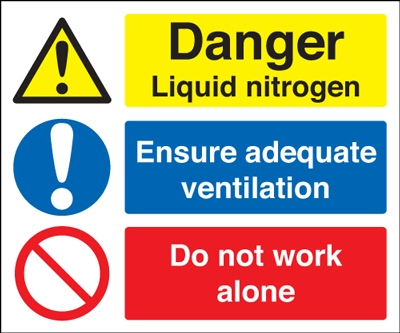 Danger
Liquid nitrogen
Ensure adequate
ventilation
Do not work
alone